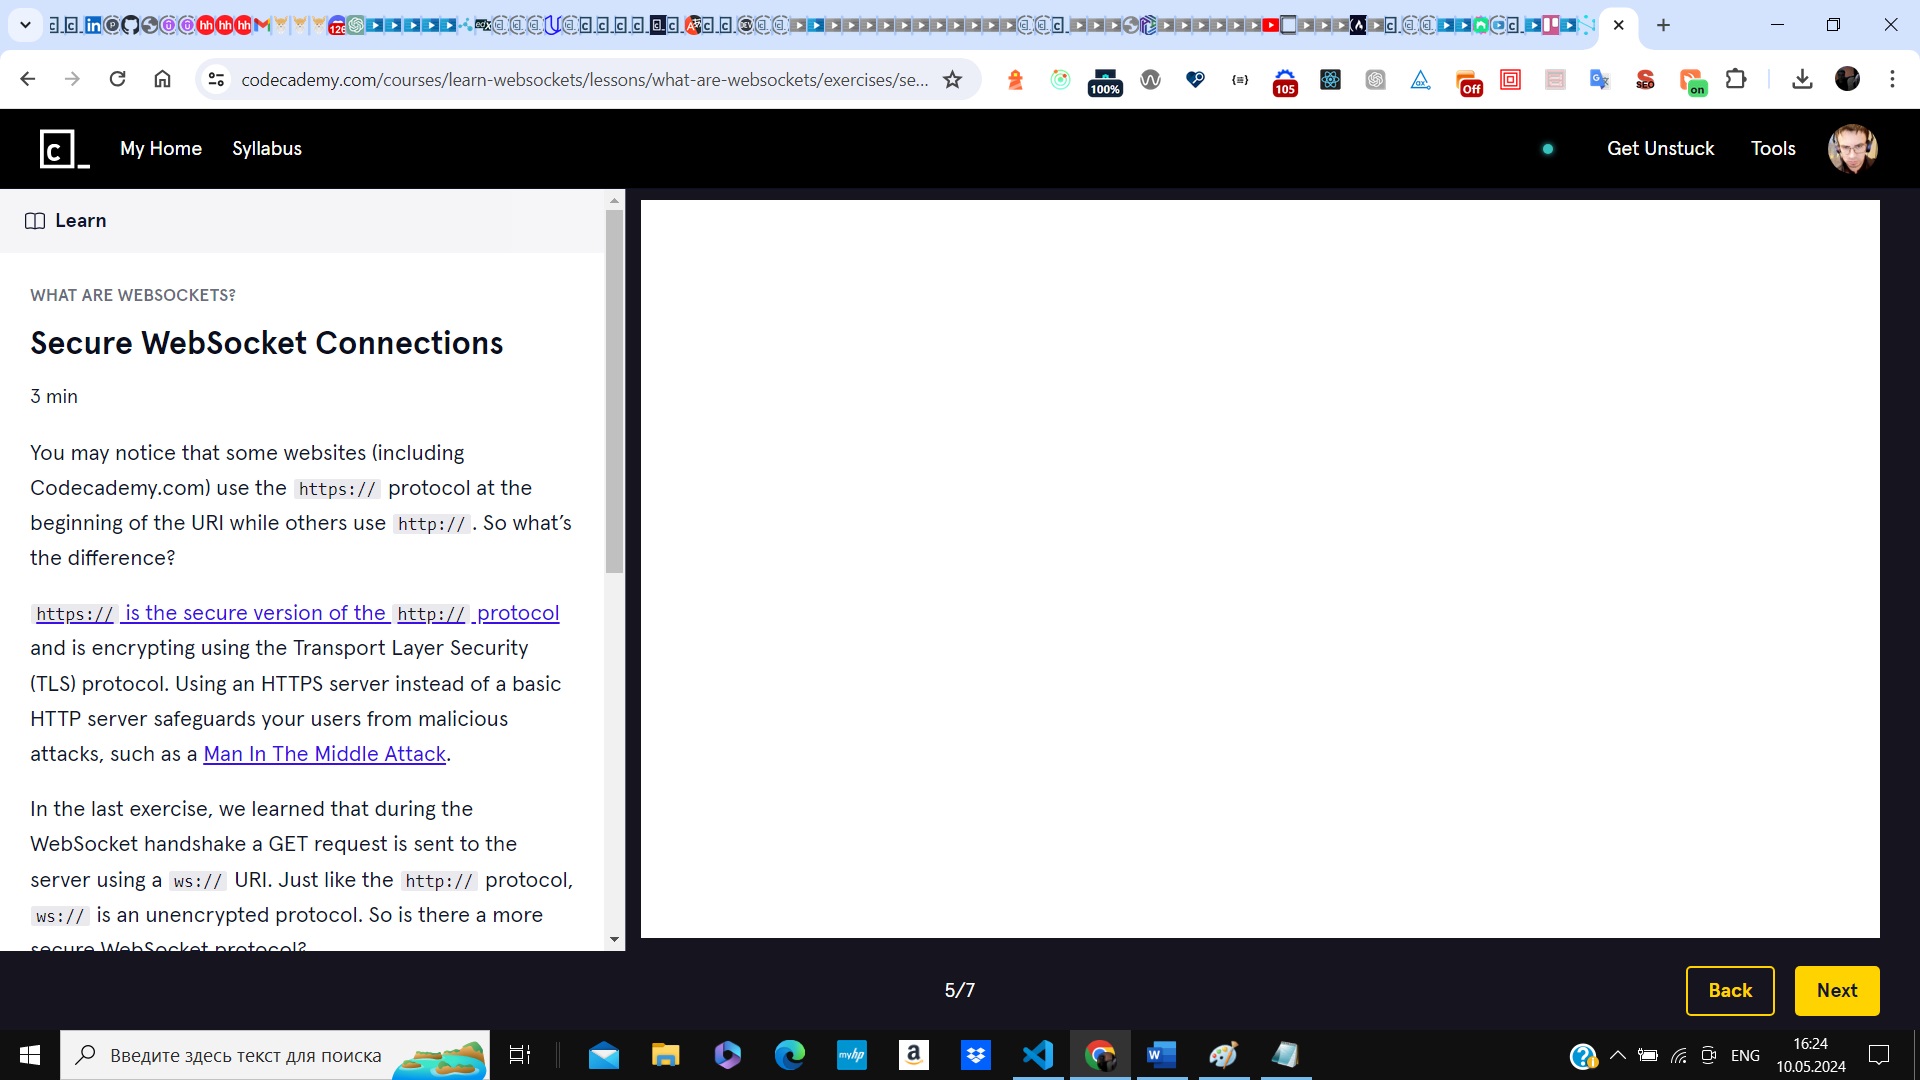 codecademy.com/courses/learn-websockets/lessons/what-are-websockets/exercises/se...
100%
105
Off
SEO
on
c_
My Home
Syllabus
Get Unstuck
Tools
Learn
WHAT ARE WEBSOCKETS?
Secure WebSocket Connections
3 min
You may notice that some websites (including
Codecademy.com) use the https:// protocol at the
beginning of the URI while others use http://. So what’s
the difference?
https:// is the secure version of the http:// protocol
and is encrypting using the Transport Layer Security
(TLS) protocol. Using an HTTPS server instead of a basic
HTTP server safeguards your users from malicious
attacks, such as a Man In The Middle Attack.
In the last exercise, we learned that during the
WebSocket handshake a GET request is sent to the
server using a ws:// URI. Just like the http:// protocol,
ws:// is an unencrypted protocol. So is there a more
secure WebSocket protocol?
5/7
Back
Next
Введите здесь текст для поиска
myhp
ENG
16:24
10.05.2024